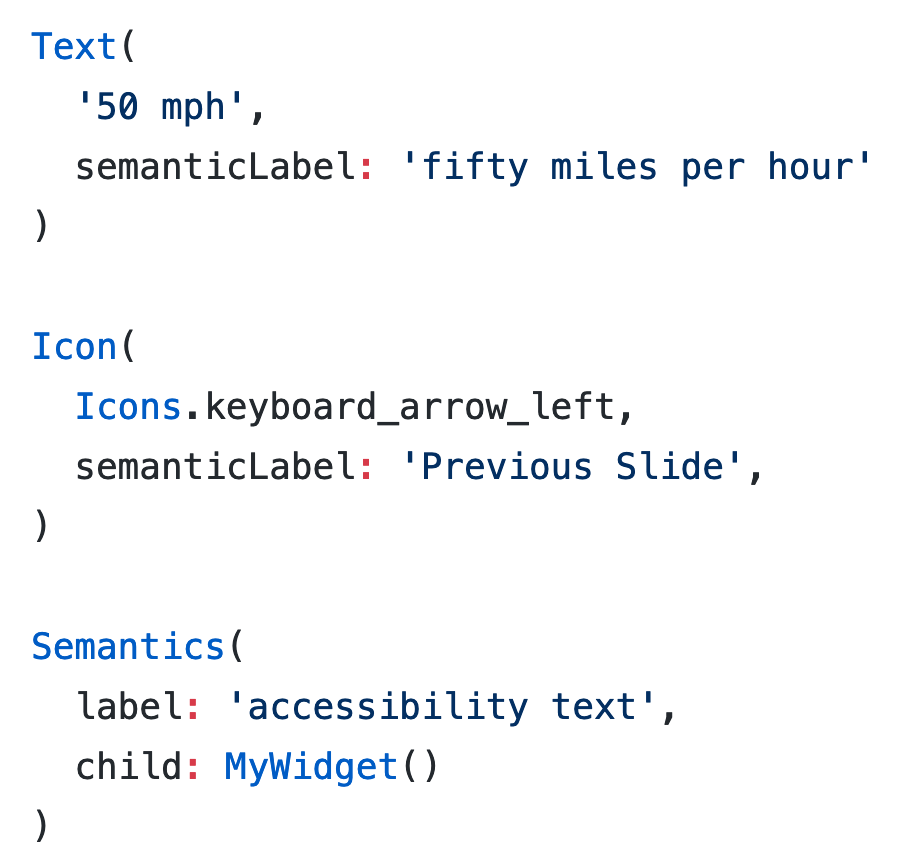 Text(
  '50 mph',
  semanticLabel: 'fifty miles per hour'
)

Icon(
  Icons.keyboard_arrow_left,
  semanticLabel: 'Previous Slide',
)

Semantics(
  label: 'accessibility text',
  child: MyWidget()
)